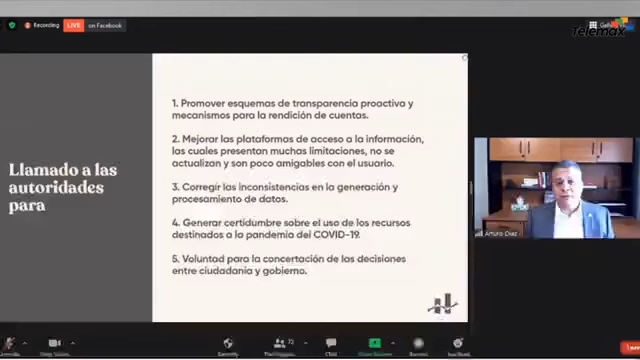 Recording
LIVE
on Facebook
Telemax
Llamado a las
autoridades
para
1. Promover esquemas de transparencia proactiva y
mecanismos para la rendición de cuentas.
2. Mejorar las plataformas de acceso a la información,
las cuales presentan muchas limitaciones, no se
actualizan y son poco amigables con el usuario.
3. Corregir las inconsistencias en la generación y
procesamiento de datos.
4. Generar certidumbre sobre el uso de los recursos
destinados a la pandemia del COVID-19.
5. Voluntad para la concertación de las decisiones
entre ciudadanía y gobierno.
Arturo Díaz
72